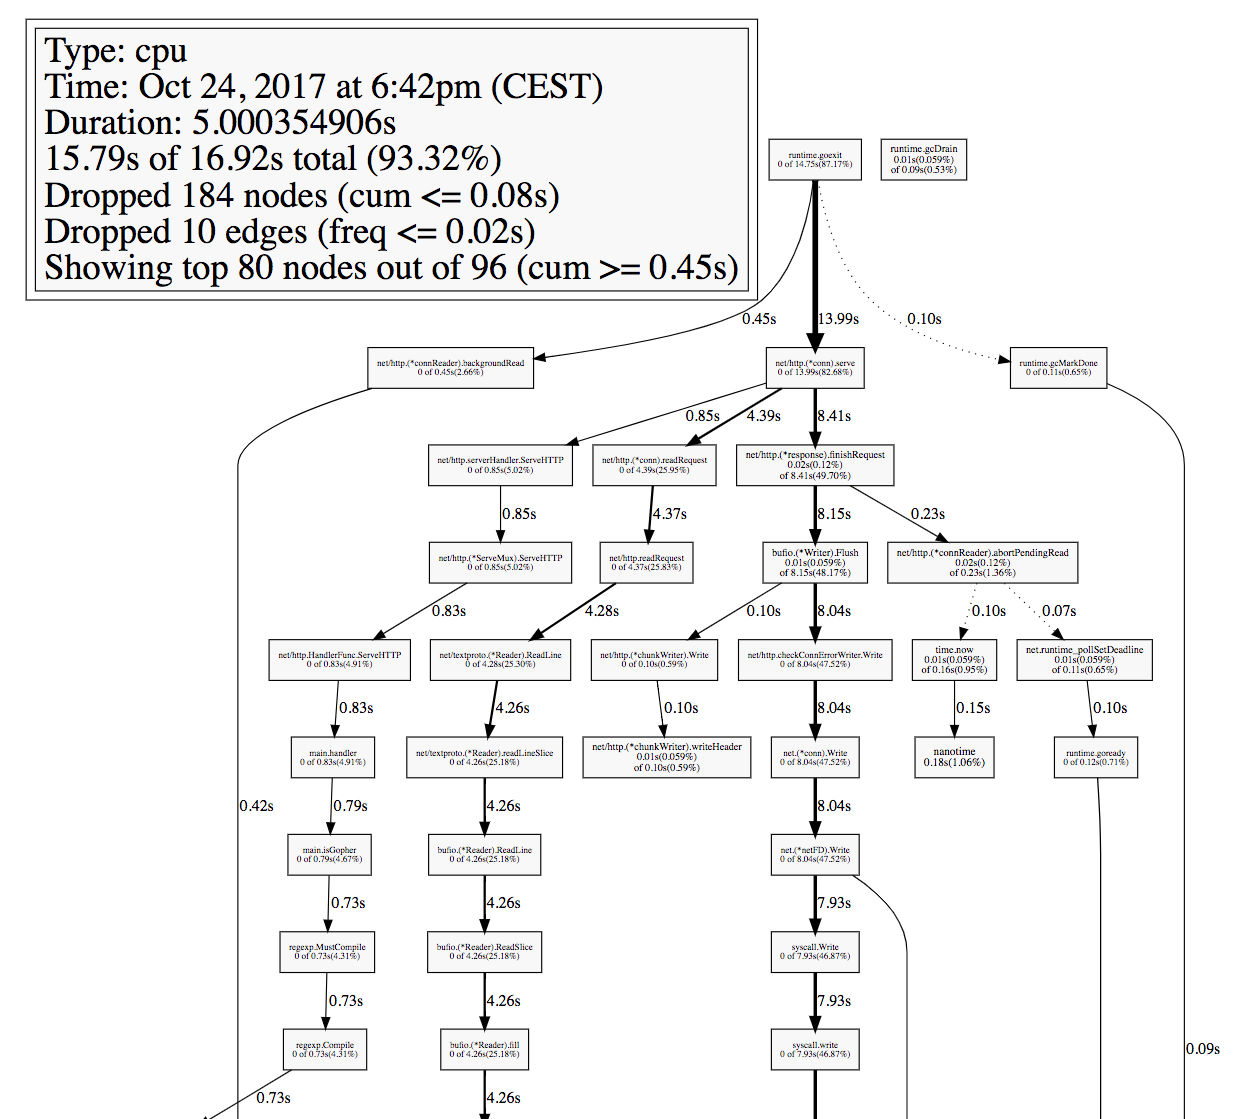 Type: cpu
Time: Oct 24, 2017 at 6:42pm (CEST)
Duration: 5.000354906s
15.79s of 16.92s total (93.32%)
Dropped 184 nodes (cum <= 0.08s)
Dropped 10 edges (freq <= 0.02s)
Showing top 80 nodes out of 96 (cum >= 0.45s)
runtime.goexit
0 of 14.75s(87.17%)
runtime.gcDrain
0.01s(0.059%)
of 0.09s(0.53%)
0.45s
13.99s
0.10s
net/http.(*connReader).backgroundRead
0 of 0.45s(2.66%)
net/http.(*conn).serve
0 of 13.99s(82.68%)
runtime.gcMarkDone
0 of 0.11s(0.65%)
0.85s
4.39s
8.41s
net/http.serverHandler.ServeHTTP
0 of 0.85s(5.02%)
net/http.(*conn).readRequest
0 of 4.39s(25.95%)
net/http.(*response).finishRequest
0.02s(0.12%)
of 8.41s(49.70%)
0.85s
4.37s
8.15s
0.23s
net/http.(*ServeMux).ServeHTTP
0 of 0.85s(5.02%)
net/http.readRequest
0 of 4.37s(25.83%)
bufio.(*Writer).Flush
0.01s(0.059%)
of 8.15s(48.17%)
net/http.(*connReader).abortPendingRead
0.02s(0.12%)
of 0.23s(1.36%)
0.83s
4.28s
0.10s
8.04s
0.10s
0.07s
net/http.HandlerFunc.ServeHTTP
0 of 0.83s(4.91%)
net/textproto.(*Reader).ReadLine
0 of 4.28s(25.30%)
net/http.(*chunkWriter).Write
0 of 0.10s(0.59%)
net/http.checkConnErrorWriter.Write
0 of 8.04s(47.52%)
time.now
0.01s(0.059%)
of 0.16s(0.95%)
net.runtime_pollSetDeadline
0.01s(0.059%)
of 0.11s(0.65%)
0.83s
4.26s
0.10s
8.04s
0.15s
0.10s
main.handler
0 of 0.83s(4.91%)
net/textproto.(*Reader).readLineSlice
0 of 4.26s(25.18%)
net/http.(*chunkWriter).writeHeader
0.01s(0.059%)
of 0.10s(0.59%)
net.(*conn).Write
0 of 8.04s(47.52%)
nanotime
0.18s(1.06%)
runtime.goready
0 of 0.12s(0.71%)
0.42s
0.79s
4.26s
8.04s
main.isGopher
0 of 0.79s(4.67%)
bufio.(*Reader).ReadLine
0 of 4.26s(25.18%)
net.(*netFD).Write
0 of 8.04s(47.52%)
0.73s
4.26s
7.93s
regexp.MustCompile
0 of 0.73s(4.31%)
bufio.(*Reader).ReadSlice
0 of 4.26s(25.18%)
syscall.Write
0 of 7.93s(46.87%)
0.73s
4.26s
7.93s
regexp.Compile
0 of 0.73s(4.31%)
bufio.(*Reader).fill
0 of 4.26s(25.18%)
syscall.write
0 of 7.93s(46.87%)
0.09s
0.73s
4.26s